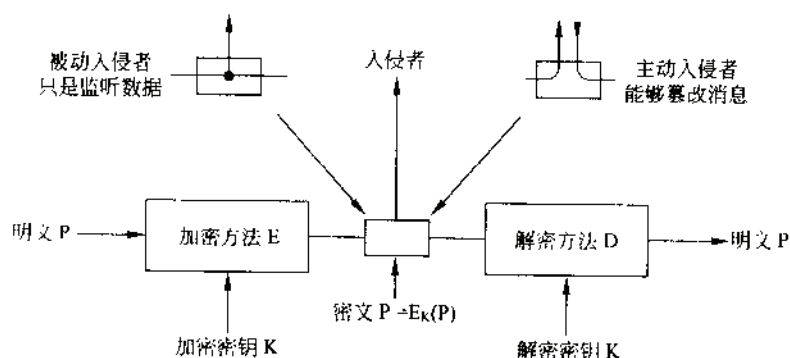 被动入侵者
只是监听数据
入侵者
主动入侵者
能够篡改消息
明文 P
加密方法 E
解密方法 D
明文 P
密文 P =E_K(P)
加密密钥 K
解密密钥 K